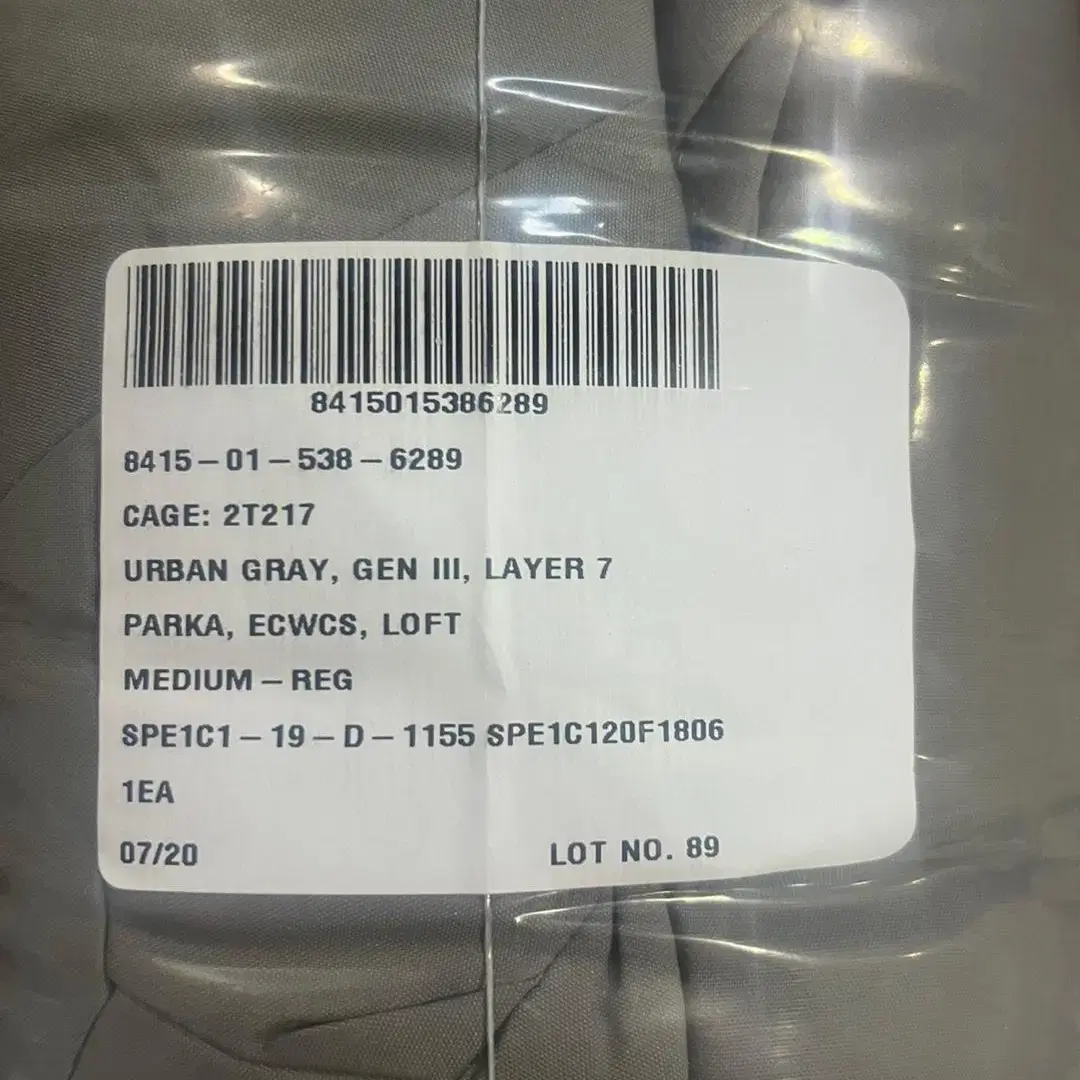 8415015386289
8415-01-538-6289
CAGE: 2T217
URBAN GRAY, GEN III, LAYER 7
PARKA, ECWCS, LOFT
MEDIUM-REG
SPE1C1-19-D-1155 SPE1C120F1806
1EA
07/20 LOT NO. 89